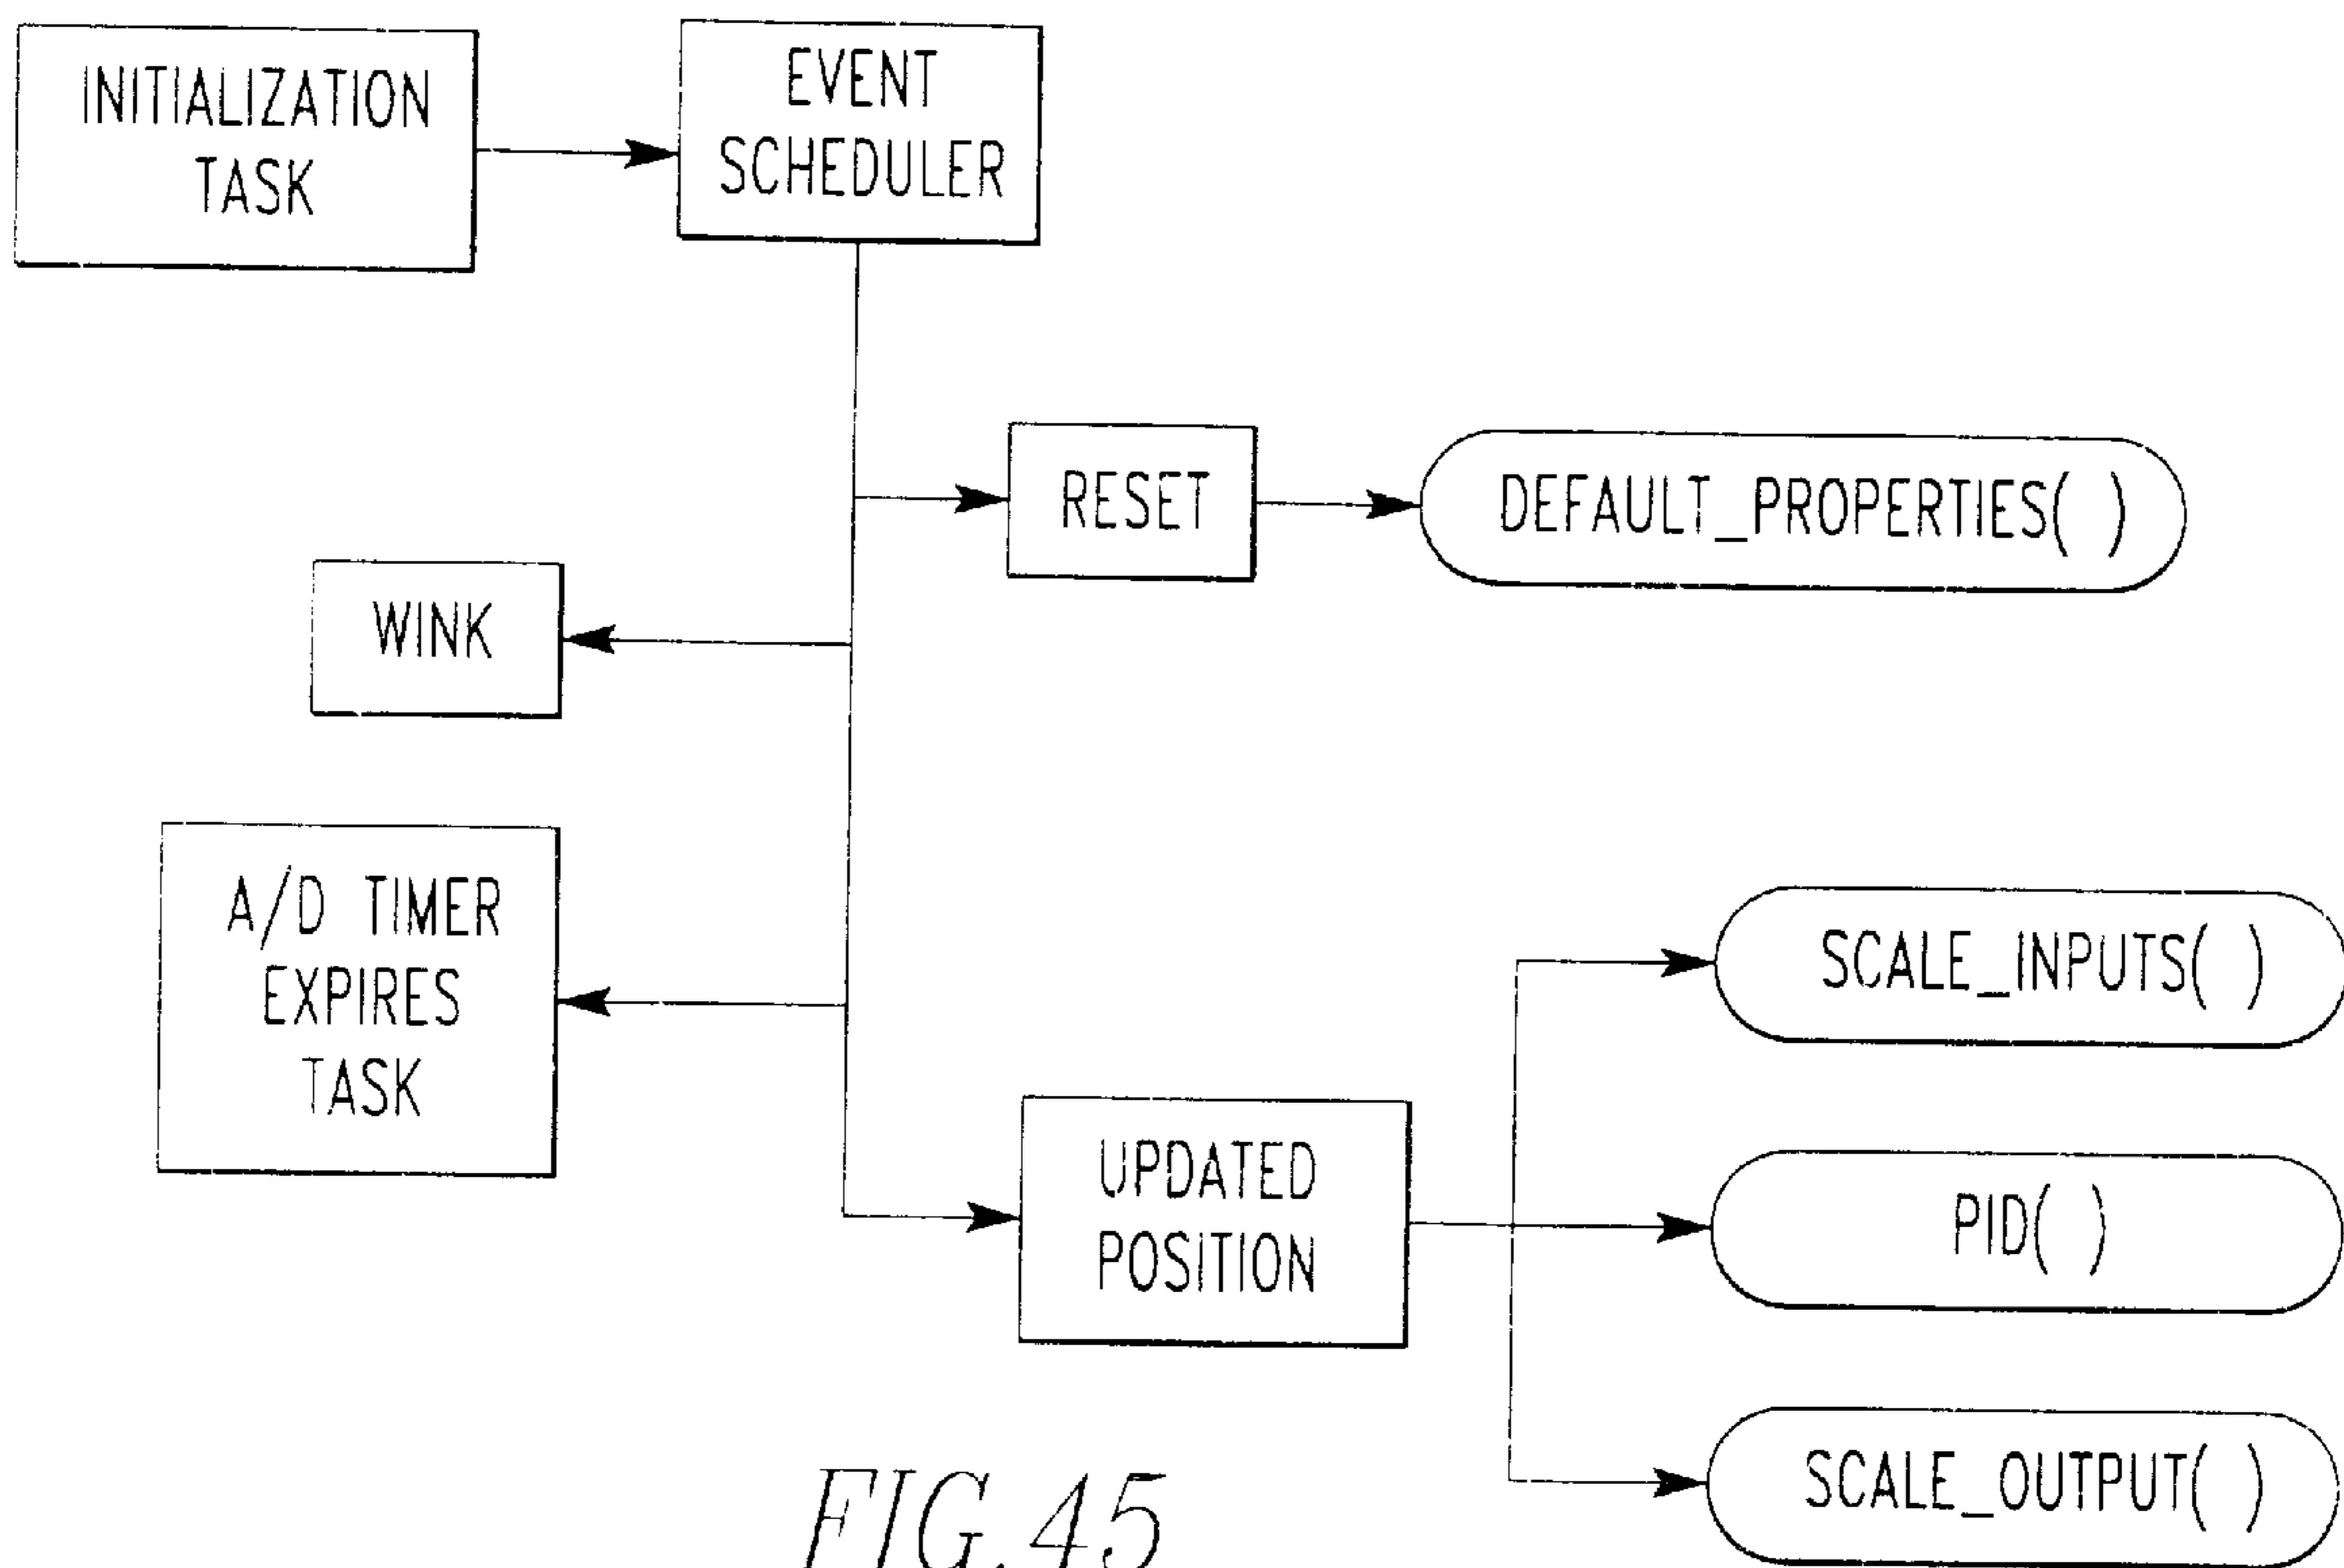 INITIALIZATION
TASK
EVENT
SCHEDULER
RESET
DEFAULT_PROPERTIES( )
WINK
A/D TIMER
EXPIRES
TASK
UPDATED
POSITION
SCALE_INPUTS( )
PID( )
SCALE_OUTPUT( )
FIG.45